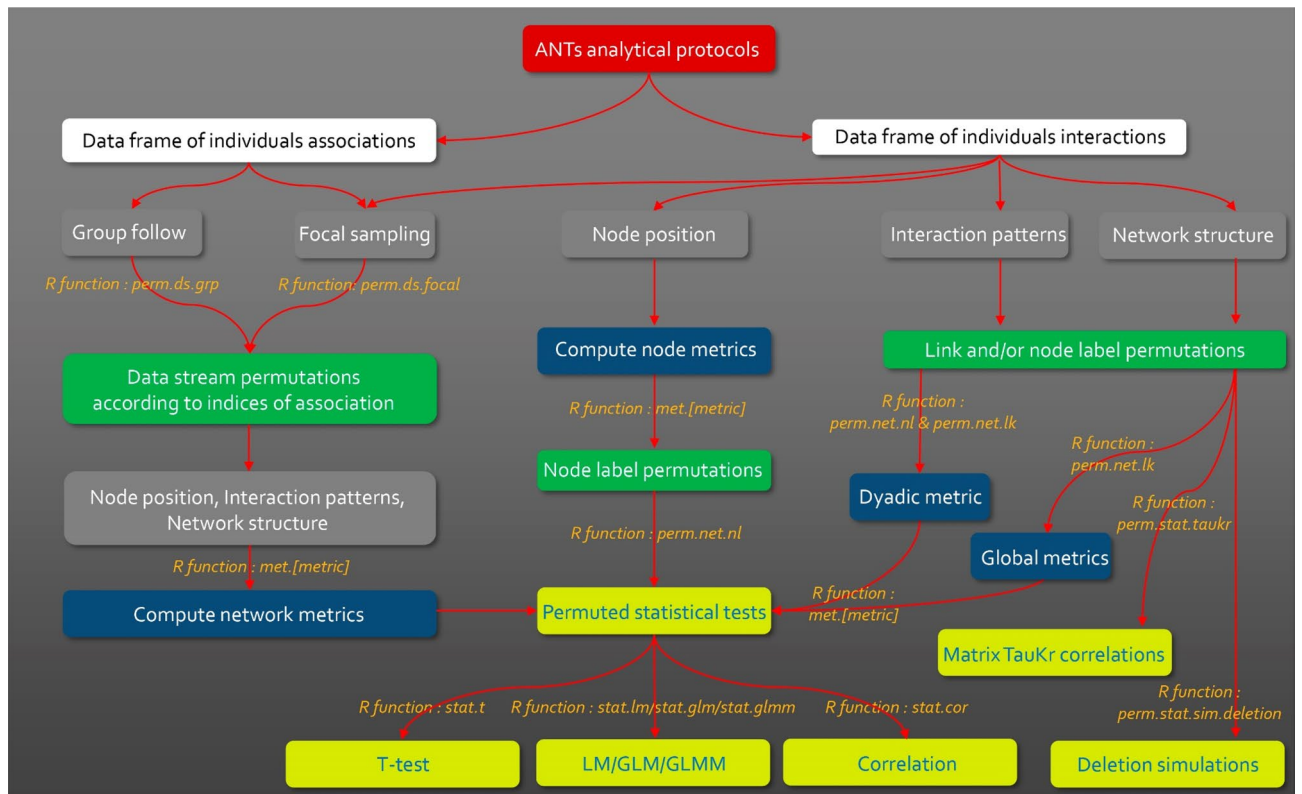 ANTs analytical protocols
Data frame of individuals associations
Data frame of individuals interactions
Group follow
Focal sampling
Node position
Interaction patterns
Network structure
R function : perm.ds.grp
R function: perm.ds.focal
Compute node metrics
Link and/or node label permutations
Data stream permutations
according to indices of association
R function : met.[metric]
R function :
perm.net.nl & perm.net.lk
R function :
perm.net.lk
Node label permutations
Dyadic metric
R function :
perm.stat.taukr
Node position, Interaction patterns,
Network structure
R function : perm.net.nl
Global metrics
R function : met.[metric]
R function :
met.[metric]
Compute network metrics
Permuted statistical tests
Matrix TauKr correlations
R function : stat.t
R function : stat.lm/stat.glm/stat.glmm
R function : stat.cor
R function :
perm.stat.sim.deletion
T-test
LM/GLM/GLMM
Correlation
Deletion simulations